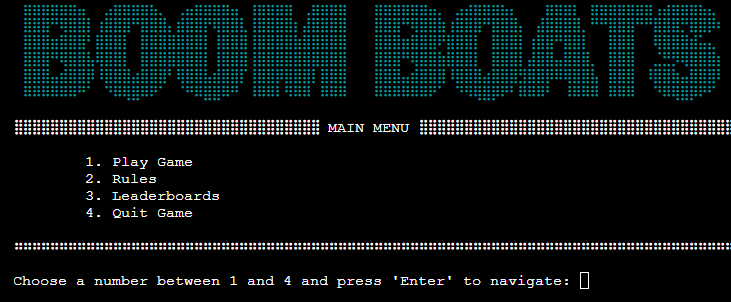 BOOM BOATS
MAIN MENU
1. Play Game
2. Rules
3. Leaderboards
4. Quit Game
Choose a number between 1 and 4 and press 'Enter' to navigate: